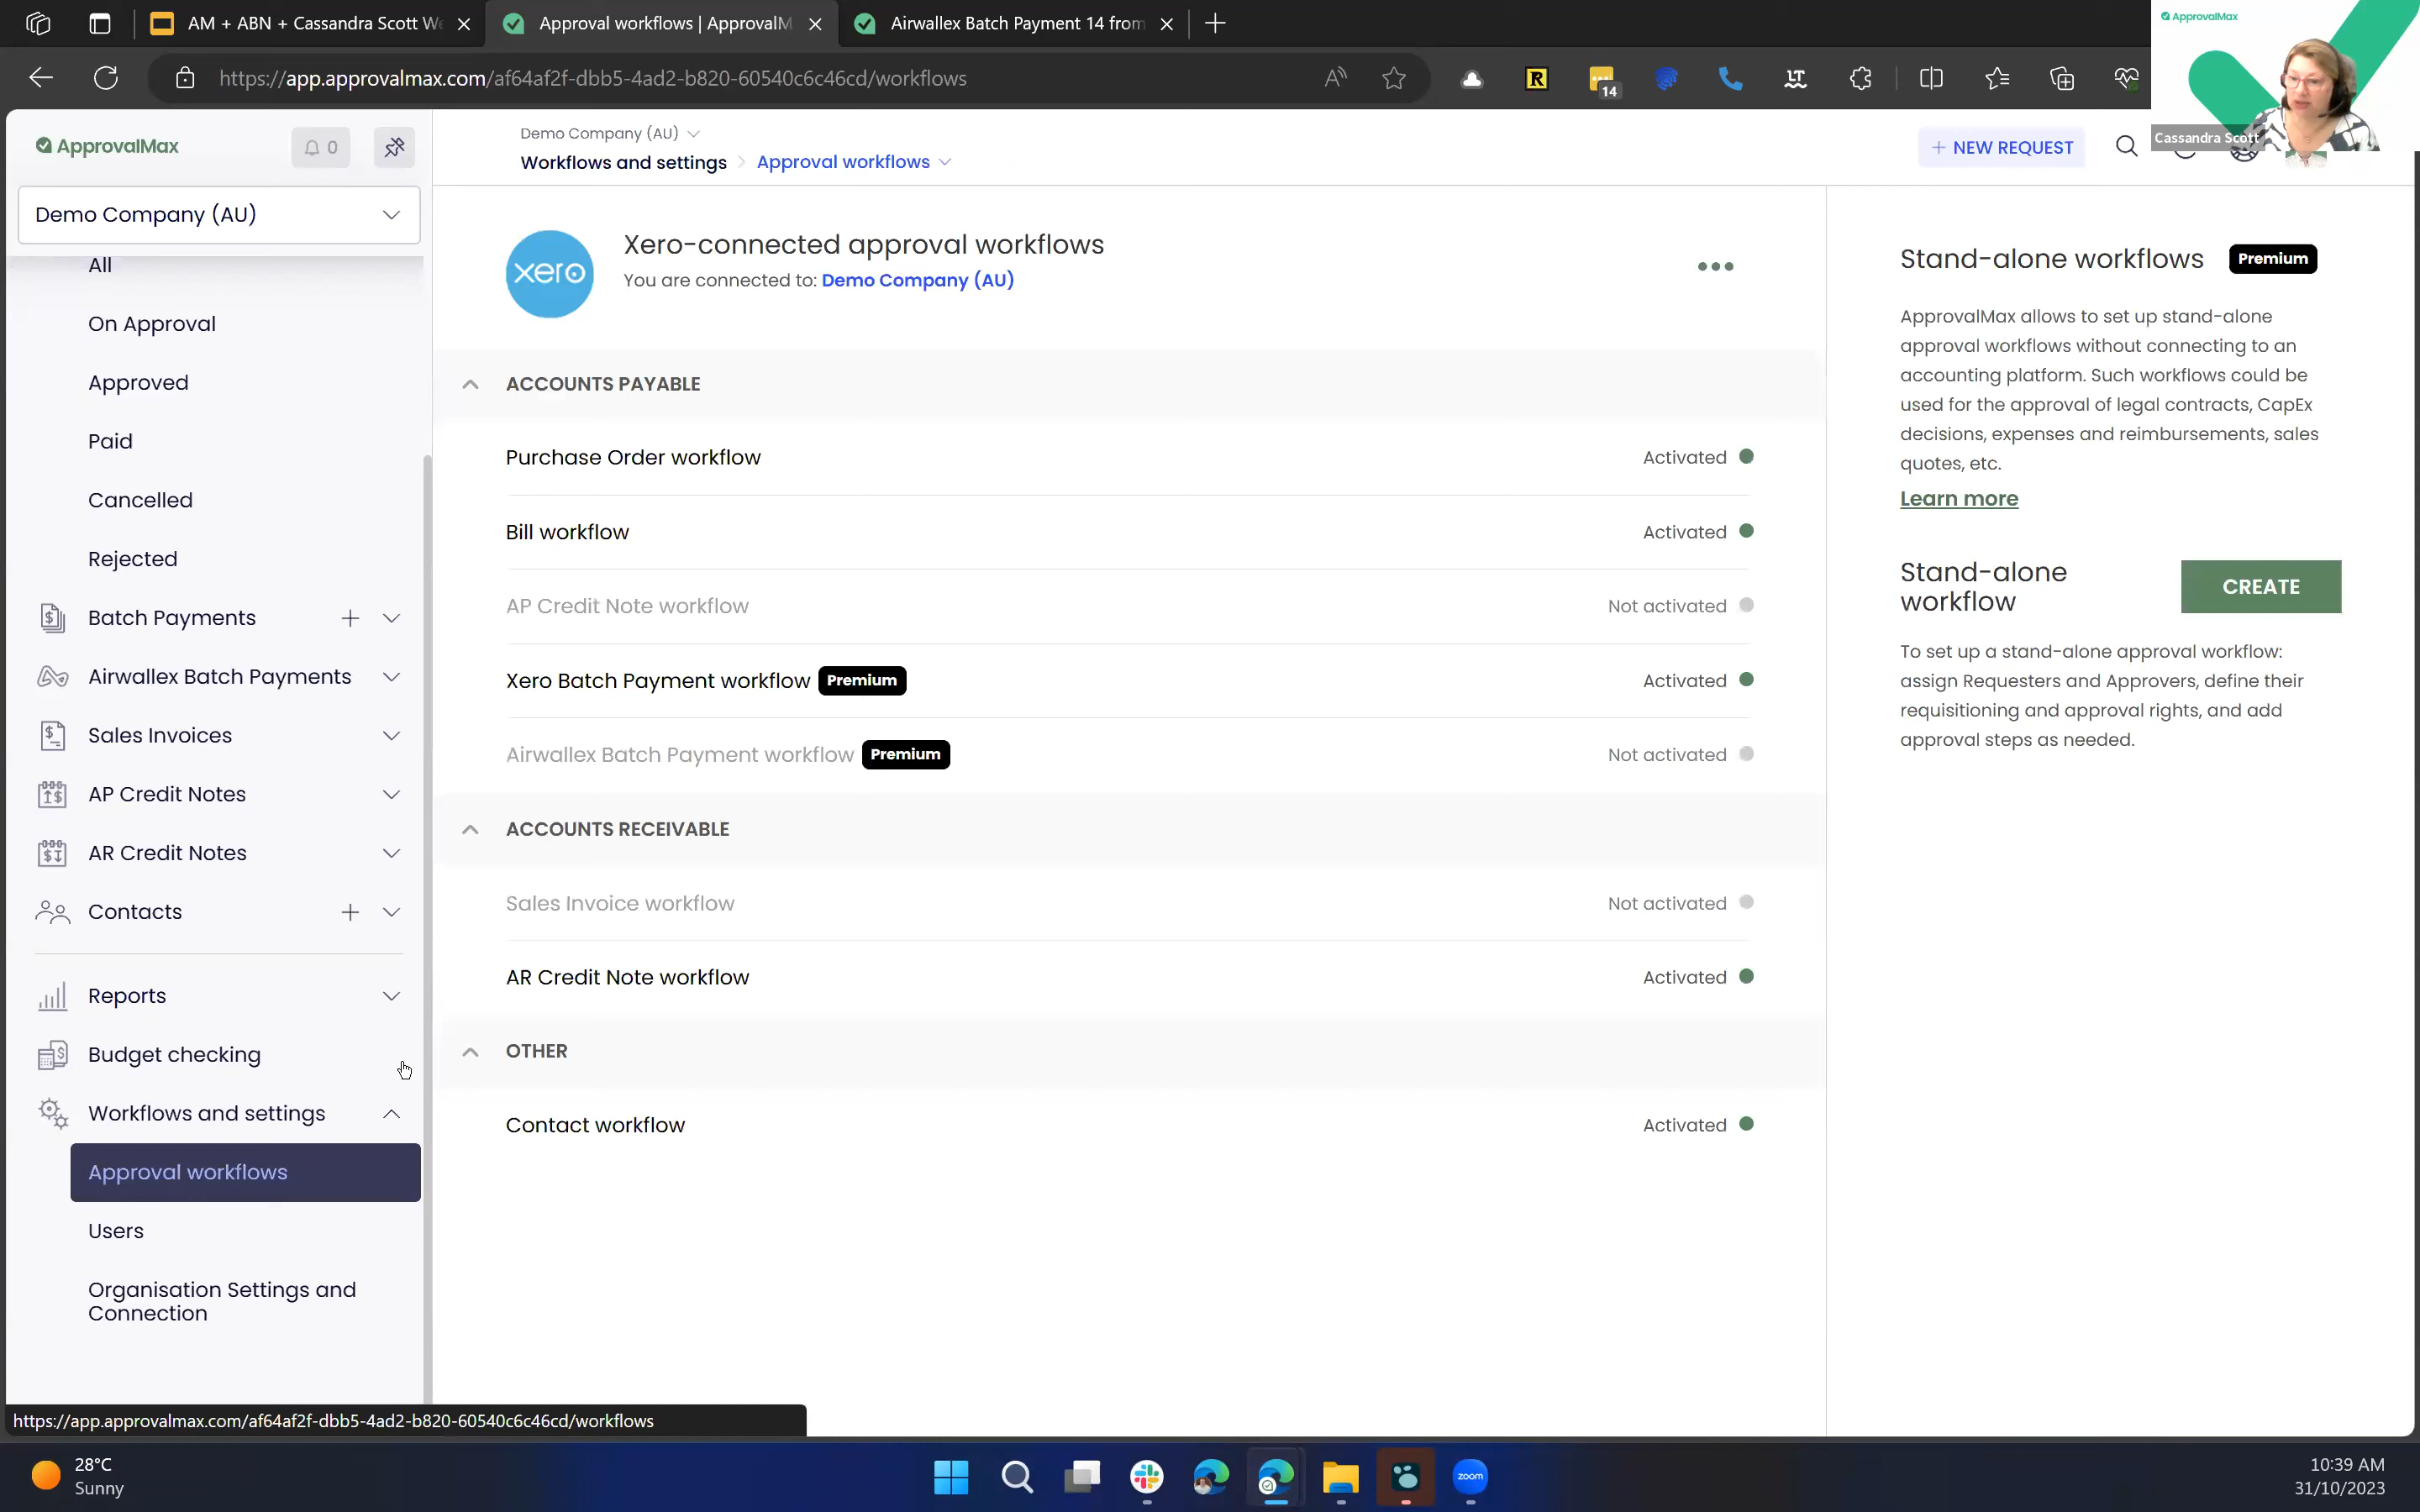 AM + ABN + Cassandra Scott We
Approval workflows | ApprovalM
Airwallex Batch Payment 14 from
https://app.approvalmax.com/af64af2f-dbb5-4ad2-b820-60540c6c46cd/workflows
14
ApprovalMax
Cassandra Scott
ApprovalMax
0
Demo Company (AU)
All
On Approval
Approved
Paid
Cancelled
Rejected
Batch Payments
Airwallex Batch Payments
Sales Invoices
AP Credit Notes
AR Credit Notes
Contacts
Reports
Budget checking
Workflows and settings
Approval workflows
Users
Organisation Settings and
Connection
https://app.approvalmax.com/af64af2f-dbb5-4ad2-b820-60540c6c46cd/workflows
Demo Company (AU)
Workflows and settings
Approval workflows
+ NEW REQUEST
xero
Xero-connected approval workflows
You are connected to: Demo Company (AU)
ACCOUNTS PAYABLE
Purchase Order workflow Activated
Bill workflow Activated
AP Credit Note workflow Not activated
Xero Batch Payment workflow Premium Activated
Airwallex Batch Payment workflow Premium Not activated
ACCOUNTS RECEIVABLE
Sales Invoice workflow Not activated
AR Credit Note workflow Activated
OTHER
Contact workflow Activated
Stand-alone workflows Premium
ApprovalMax allows to set up stand-alone
approval workflows without connecting to an
accounting platform. Such workflows could be
used for the approval of legal contracts, CapEx
decisions, expenses and reimbursements, sales
quotes, etc.
Learn more
Stand-alone
workflow
CREATE
To set up a stand-alone approval workflow:
assign Requesters and Approvers, define their
requisitioning and approval rights, and add
approval steps as needed.
28°C
Sunny
zoom
10:39 AM
31/10/2023